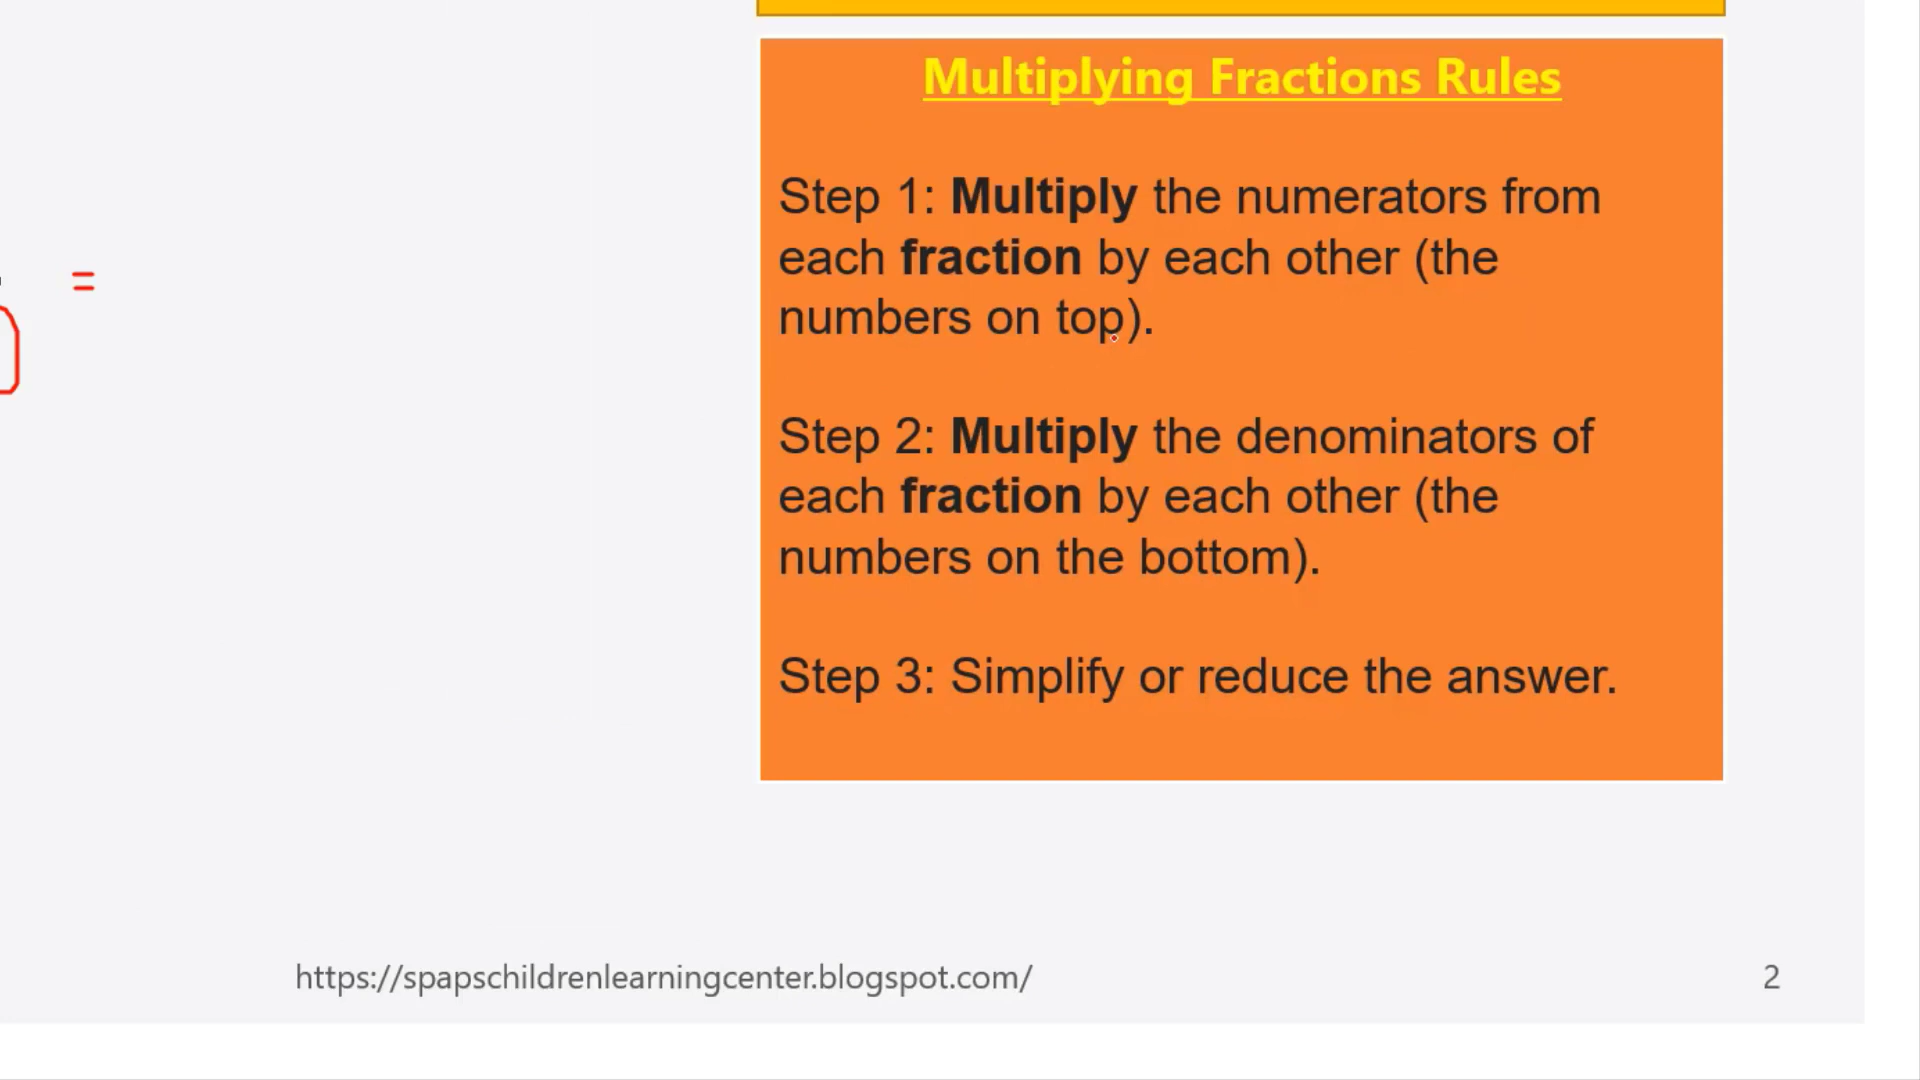 Multiplying Fractions Rules
Step 1: Multiply the numerators from
each fraction by each other (the
numbers on top).
=
Step 2: Multiply the denominators of
each fraction by each other (the
numbers on the bottom).
Step 3: Simplify or reduce the answer.
https://spapschildrenlearningcenter.blogspot.com/
2